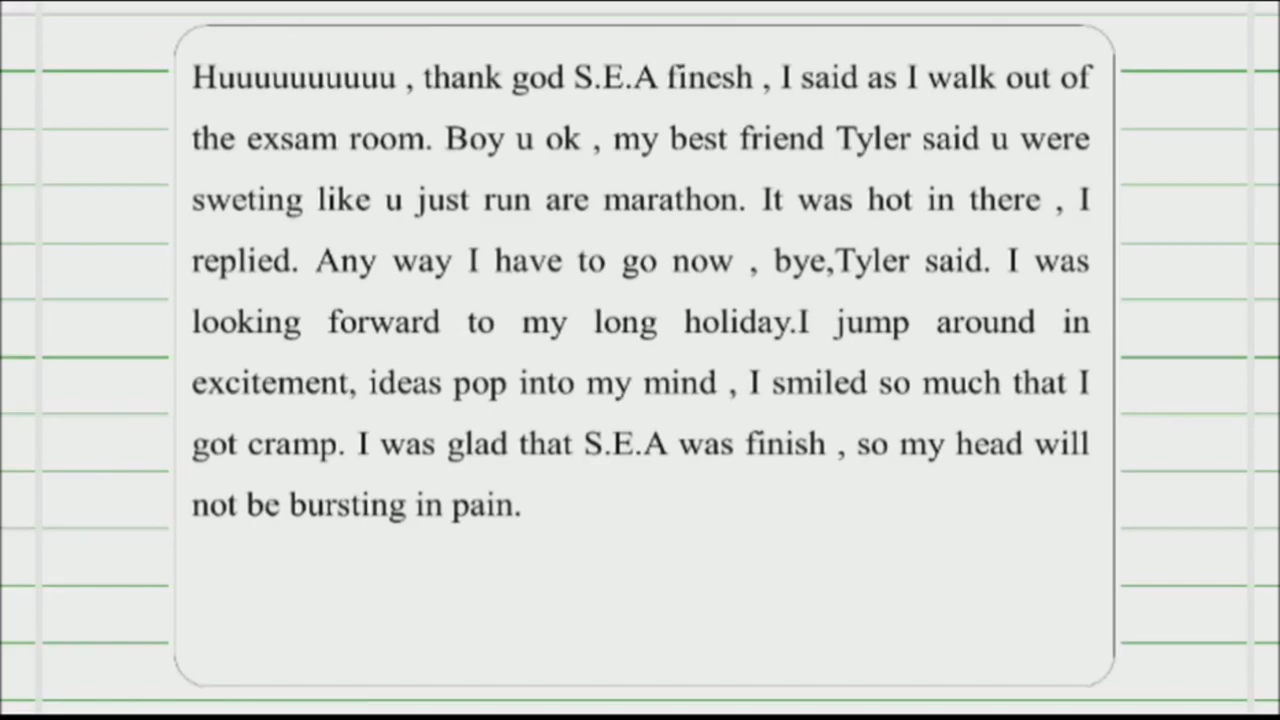 Huuuuuuuuuu , thank god S.E.A finesh , I said as I walk out of
the exsam room. Boy u ok , my best friend Tyler said u were
sweting like u just run are marathon. It was hot in there , I
replied. Any way I have to go now , bye,Tyler said. I was
looking forward to my long holiday.I jump around in
excitement, ideas pop into my mind , I smiled so much that I
got cramp. I was glad that S.E.A was finish , so my head will
not be bursting in pain.